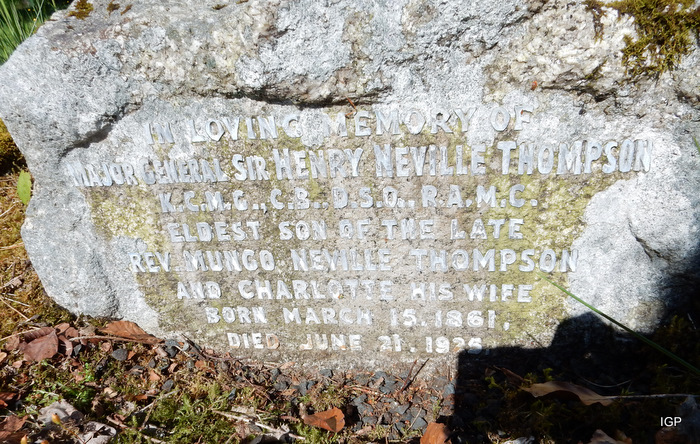 IN LOVING MEMORY OF
MAJOR GENERAL SIR HENRY NEVILLE THOMPSON
K.C.M.G., C.B., D.S.O., R.A.M.C.
ELDEST SON OF THE LATE
REV. MUNGO NEVILLE THOMPSON
AND CHARLOTTE HIS WIFE
BORN MARCH 15. 1861,
DIED JUNE 21. 1925
IGP